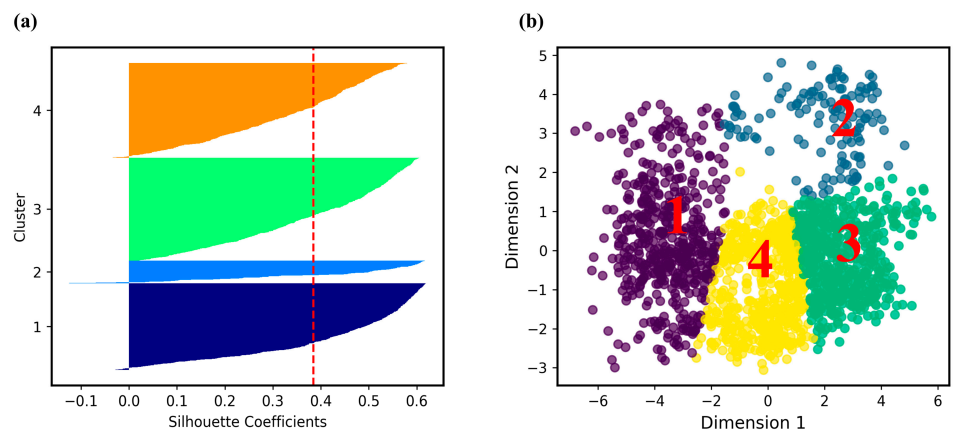 (a)
4
3
2
1
Cluster
−0.1 0.0 0.1 0.2 0.3 0.4 0.5 0.6
Silhouette Coefficients
(b)
5
4
3
2
1
0
−1
−2
−3
Dimension 2
−6 −4 −2 0 2 4 6
Dimension 1
2
1
3
4